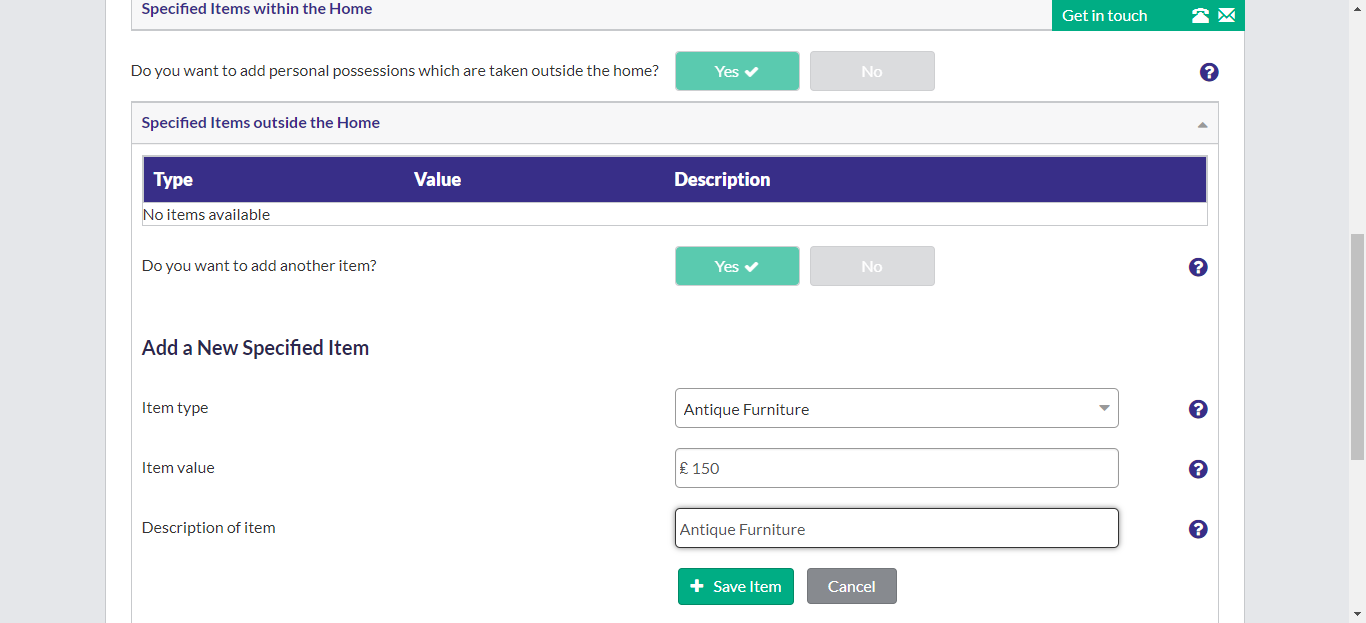 Specified Items within the Home
Get in touch
Do you want to add personal possessions which are taken outside the home?
Yes
No
Specified Items outside the Home
Type Value Description
No items available
Do you want to add another item?
Yes
No
Add a New Specified Item
Item type
Antique Furniture
Item value
£ 150
Description of item
Antique Furniture
Save Item
Cancel